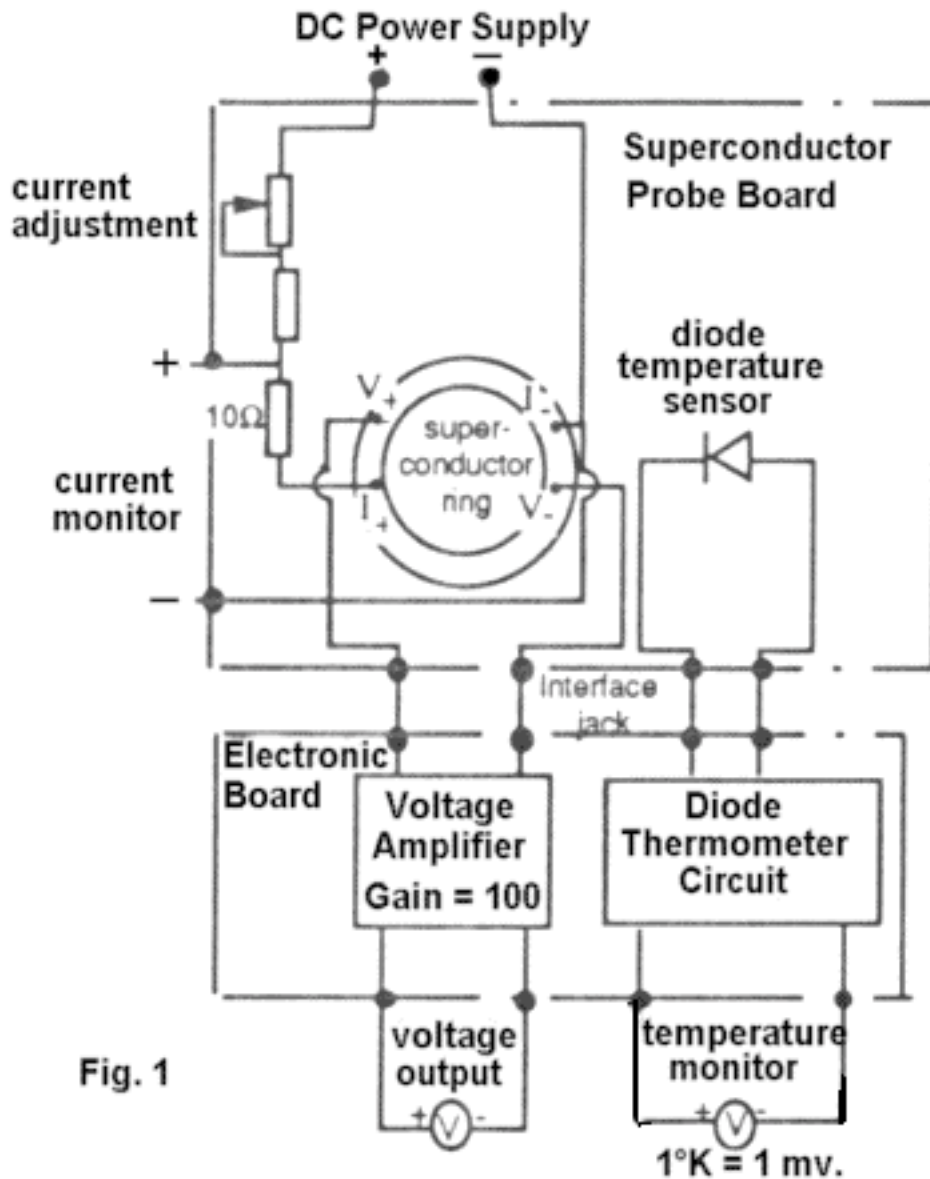 DC Power Supply
+ −
Superconductor
Probe Board
current
adjustment
diode
temperature
sensor
+
10Ω
V+
I-
super-
conductor
ring
I+
V-
current
monitor
−
Interface
jack
Electronic
Board
Voltage
Amplifier
Gain = 100
Diode
Thermometer
Circuit
voltage
output
temperature
monitor
Fig. 1
+ V -
+ V -
1°K = 1 mv.